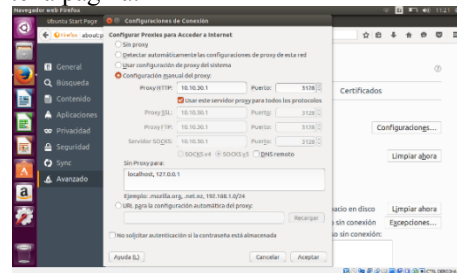 Navegador web Firefox
11:21
Ubuntu Start Page
Configuraciones de Conexión
Firefox
General
Búsqueda
Contenido
Aplicaciones
Privacidad
Seguridad
Sync
Avanzado
Configurar Proxies para Acceder a Internet
Sin proxy
Detectar automáticamente las configuraciones de proxy de esta red
Usar configuración de proxy del sistema
Configuración manual del proxy:
Proxy HTTP: 10.10.30.1 Puerto: 3128
Usar este servidor proxy para todos los protocolos
Proxy SSL: 10.10.30.1 Puerto: 3128
Proxy FTP: 10.10.30.1 Puerto: 3128
Servidor SOCKS: 10.10.30.1 Puerto: 3128
SOCKS v4 SOCKS v5 DNS remoto
Sin Proxy para:
localhost, 127.0.0.1
Ejemplo: .mozilla.org, .net.nz, 192.168.1.0/24
URL para la configuración automática del proxy:
Recargar
No solicitar autenticación si la contraseña está almacenada
Ayuda Cancelar Aceptar
Certificados
Configuraciones...
Limpiar ahora
en disco Limpiar ahora
sin conexión Excepciones...
sin conexión: